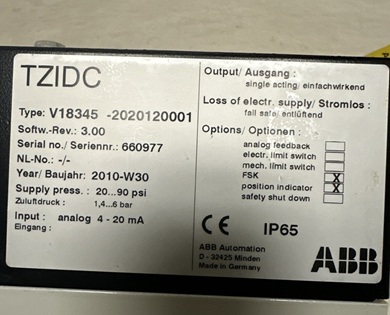 TZIDC
Type: V18345 -2020120001
Softw.-Rev.: 3.00
Serial no./ Seriennr.: 660977
NL-No.: -/-
Year/ Baujahr: 2010-W30
Supply press. : 20...90 psi
Zuluftdruck : 1,4...6 bar
Input : analog 4 - 20 mA
Eingang :
Output/ Ausgang :
single acting/ einfachwirkend
Loss of electr. supply/ Stromlos :
fail safe/ entlüftend
Options/ Optionen :
analog feedback
electr. limit switch
mech. limit switch
FSK X
position indicator X
safety shut down
CE IP65
ABB Automation
D - 32425 Minden
Made in Germany
ABB